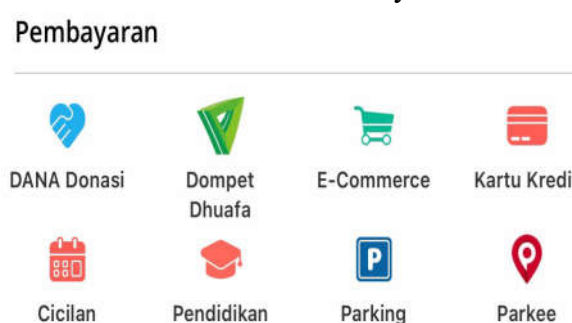 Pembayaran
DANA Donasi
Dompet
Dhuafa
E-Commerce
Kartu Kredi
P
Cicilan
Pendidikan
Parking
Parkee